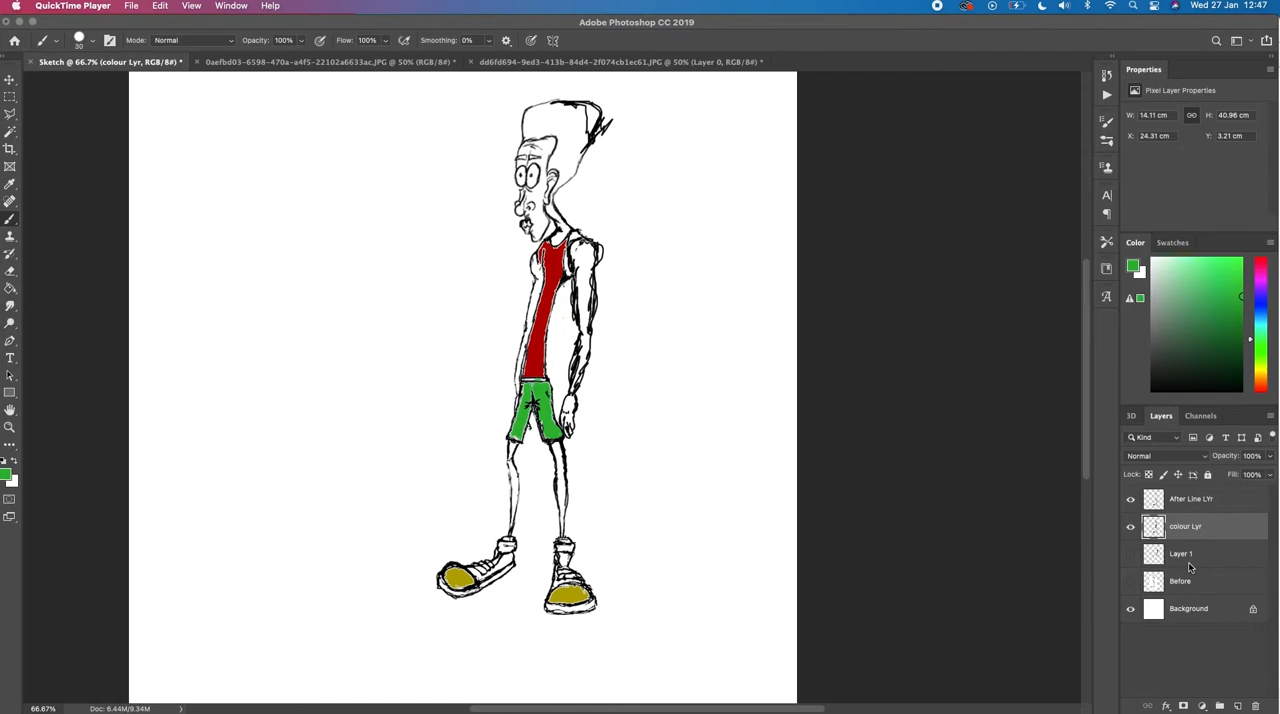 QuickTime Player File Edit View Window Help Wed 27 Jan 12:47
Adobe Photoshop CC 2019
30 Mode: Normal Opacity: 100% Flow: 100% Smoothing: 0%
Sketch @ 66.7% (colour Lyr, RGB/8#) * 0aefbd03-6598-470a-a4f5-22102a6633ac.JPG @ 50% (RGB/8#) * dd6fd694-9ed3-413b-84d4-2f074cb1ec61.JPG @ 50% (Layer 0, RGB/8#) *
Properties
Pixel Layer Properties
W: 14.11 cm H: 40.96 cm
X: 24.31 cm Y: 3.21 cm
Color Swatches
3D Layers Channels
Kind
Normal Opacity: 100%
Lock: Fill: 100%
After Line LYr
colour Lyr
Layer 1
Before
Background
66.67% Doc: 6.44M/9.34M